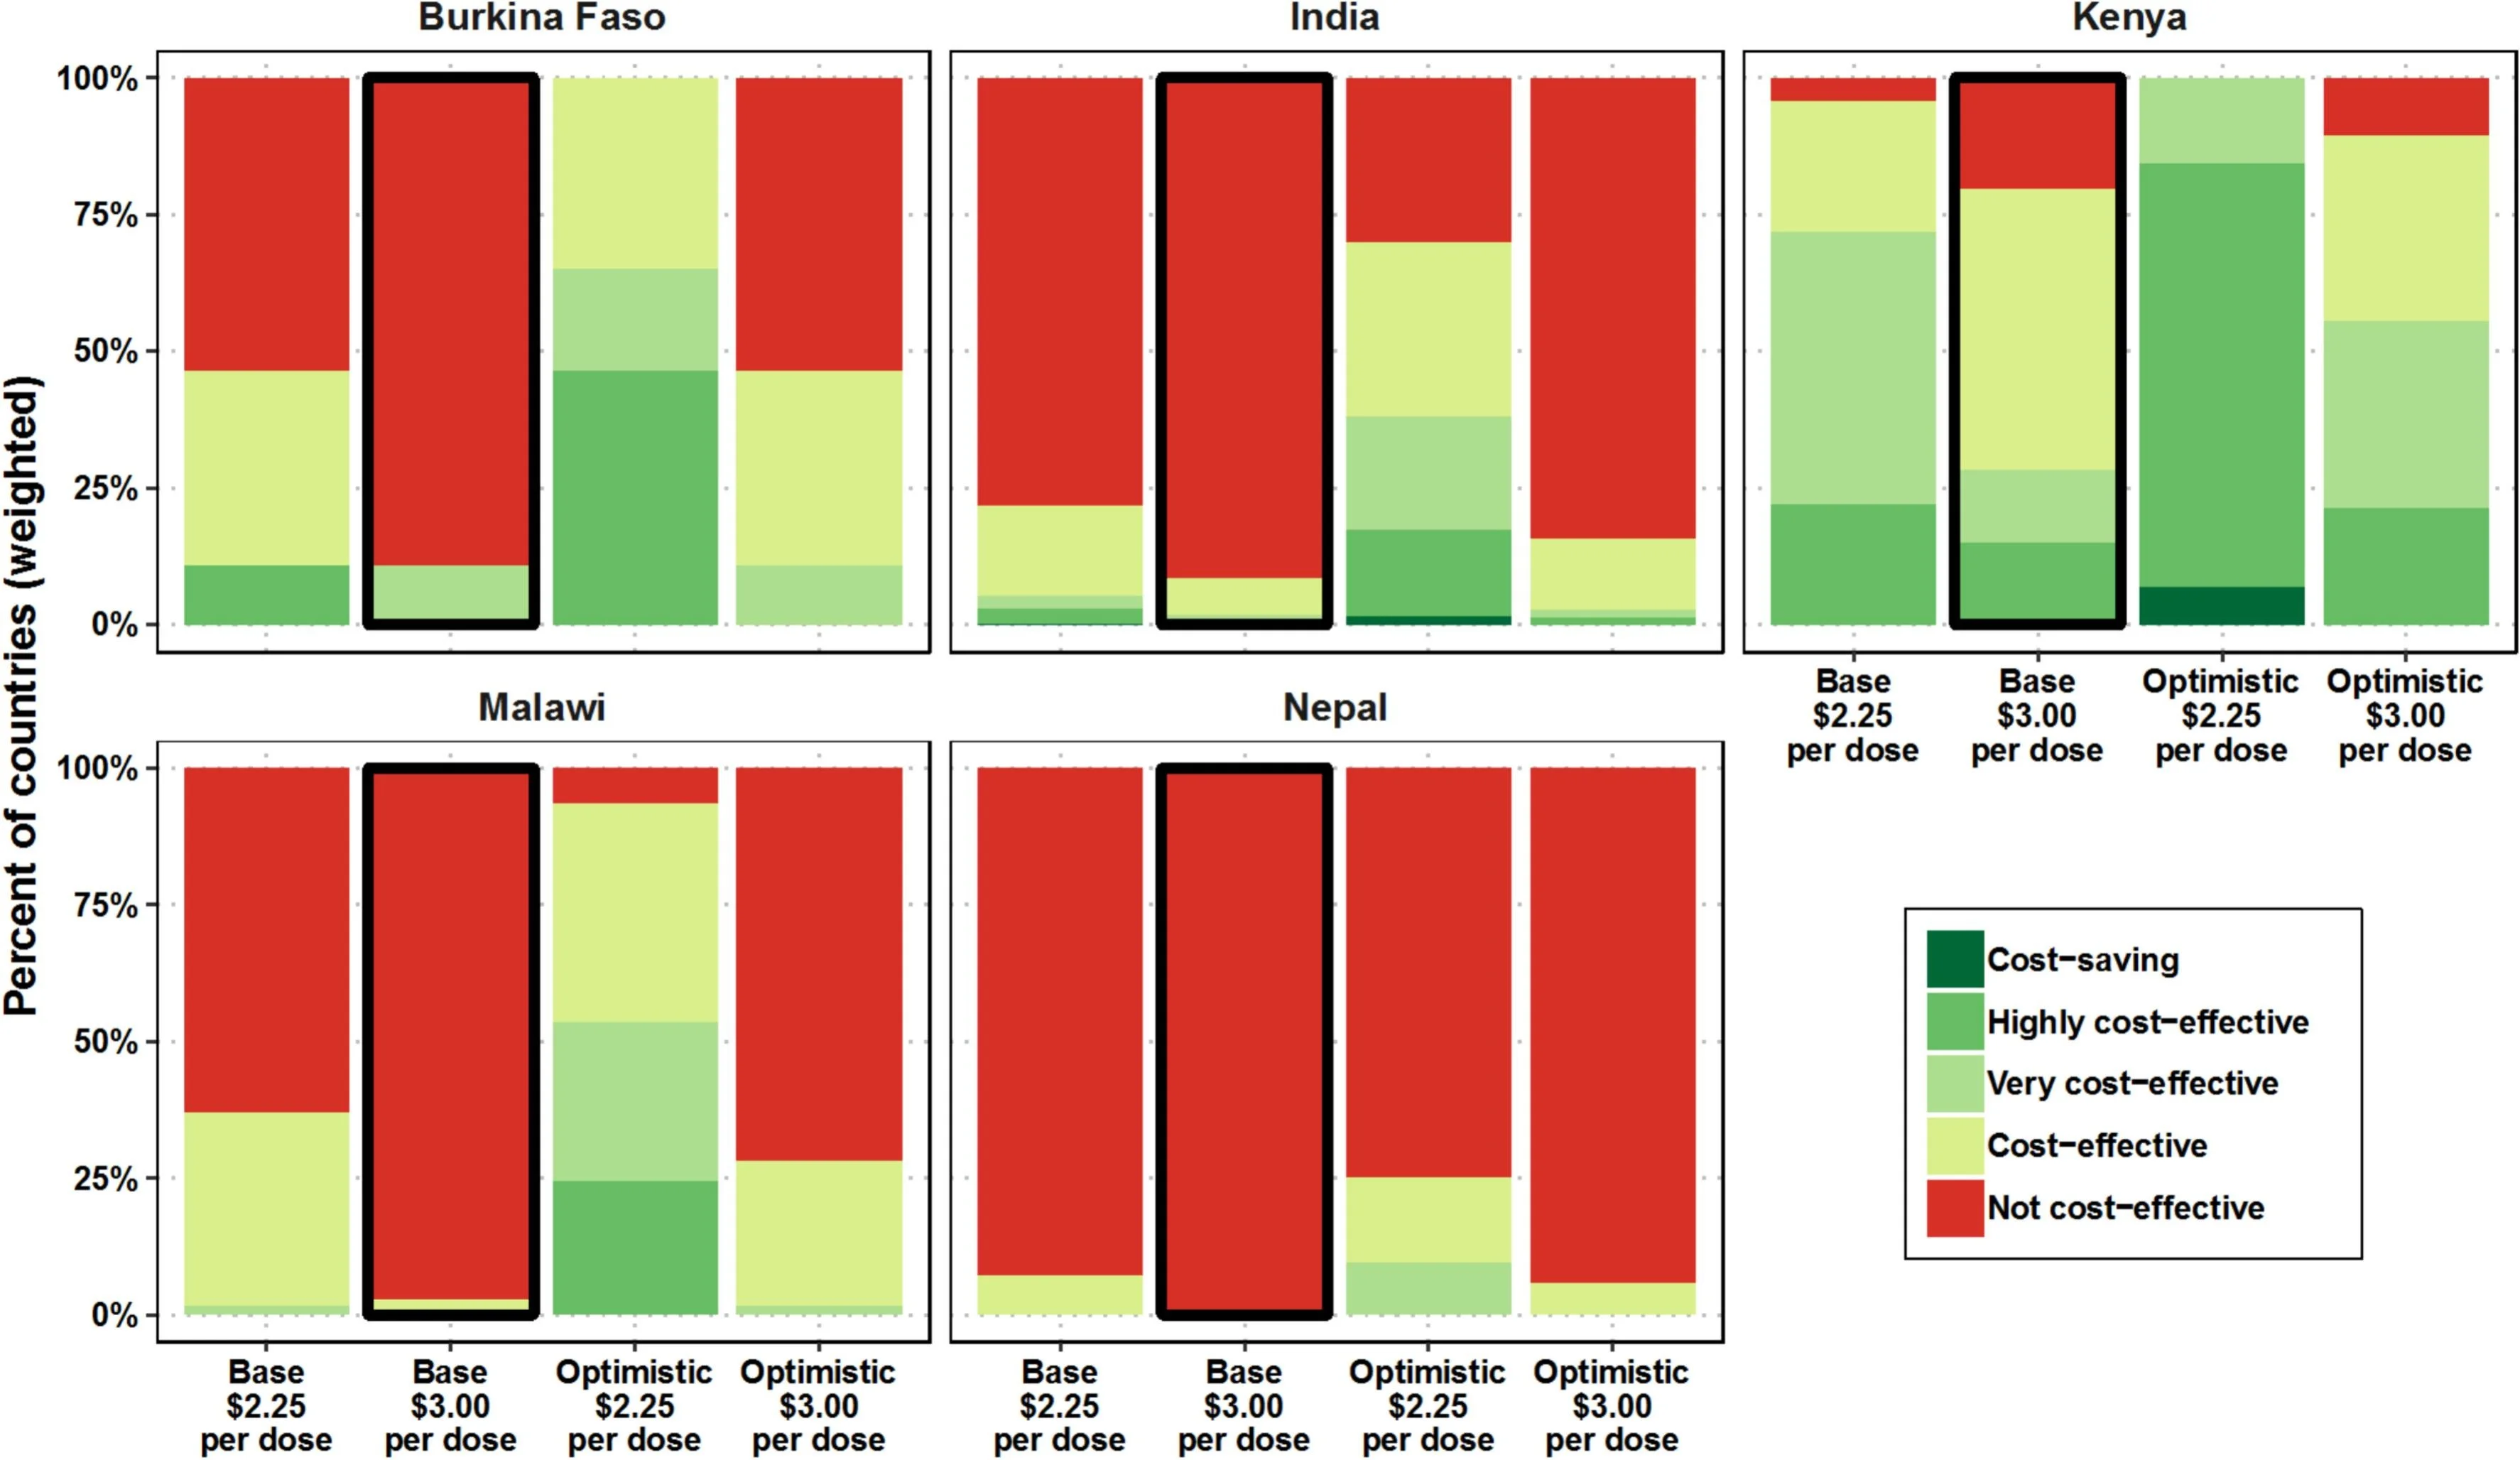 Burkina Faso
India
Kenya
Percent of countries (weighted)
100%
75%
50%
25%
0%
Base
$2.25
per dose
Base
$3.00
per dose
Optimistic
$2.25
per dose
Optimistic
$3.00
per dose
Malawi
Nepal
100%
75%
50%
25%
0%
Base
$2.25
per dose
Base
$3.00
per dose
Optimistic
$2.25
per dose
Optimistic
$3.00
per dose
Base
$2.25
per dose
Base
$3.00
per dose
Optimistic
$2.25
per dose
Optimistic
$3.00
per dose
Cost−saving
Highly cost−effective
Very cost−effective
Cost−effective
Not cost−effective